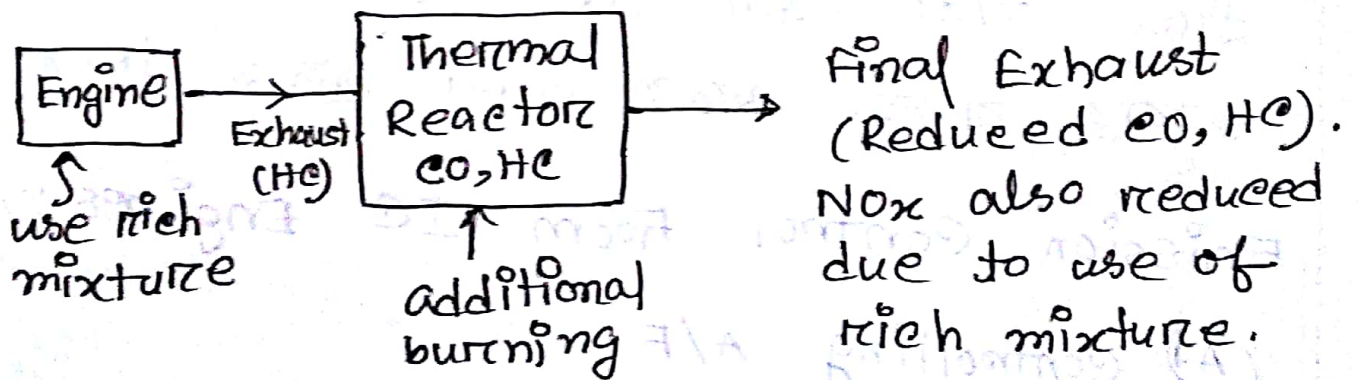 Engine
Exhaust
(HC)
use rich
mixture
Thermal
Reactor
CO, HC
additional
burning
Final Exhaust
(Reduced CO, HC).
NOx also reduced
due to use of
rich mixture.